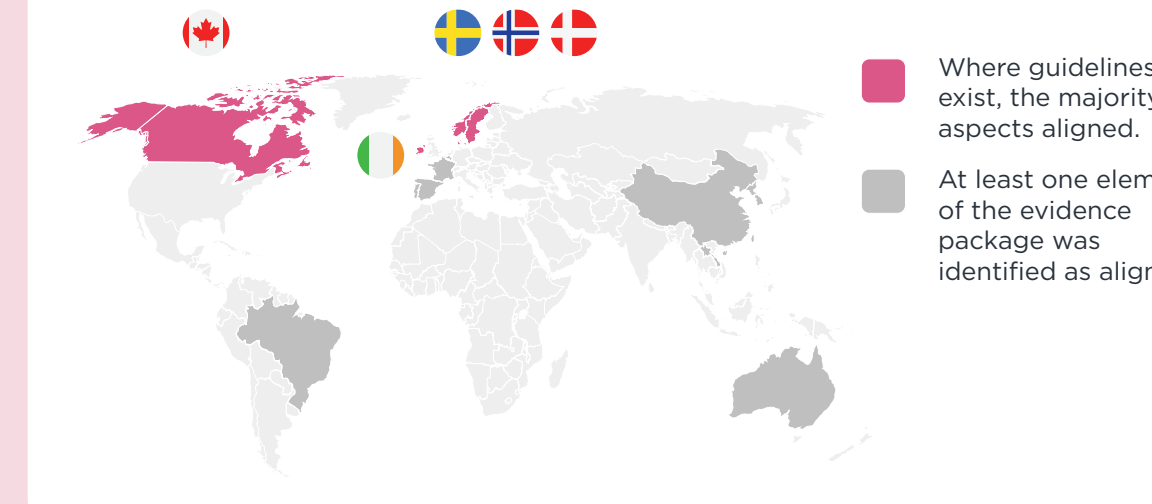 Where guidelines
exist, the majority
aspects aligned.
At least one elem
of the evidence
package was
identified as align